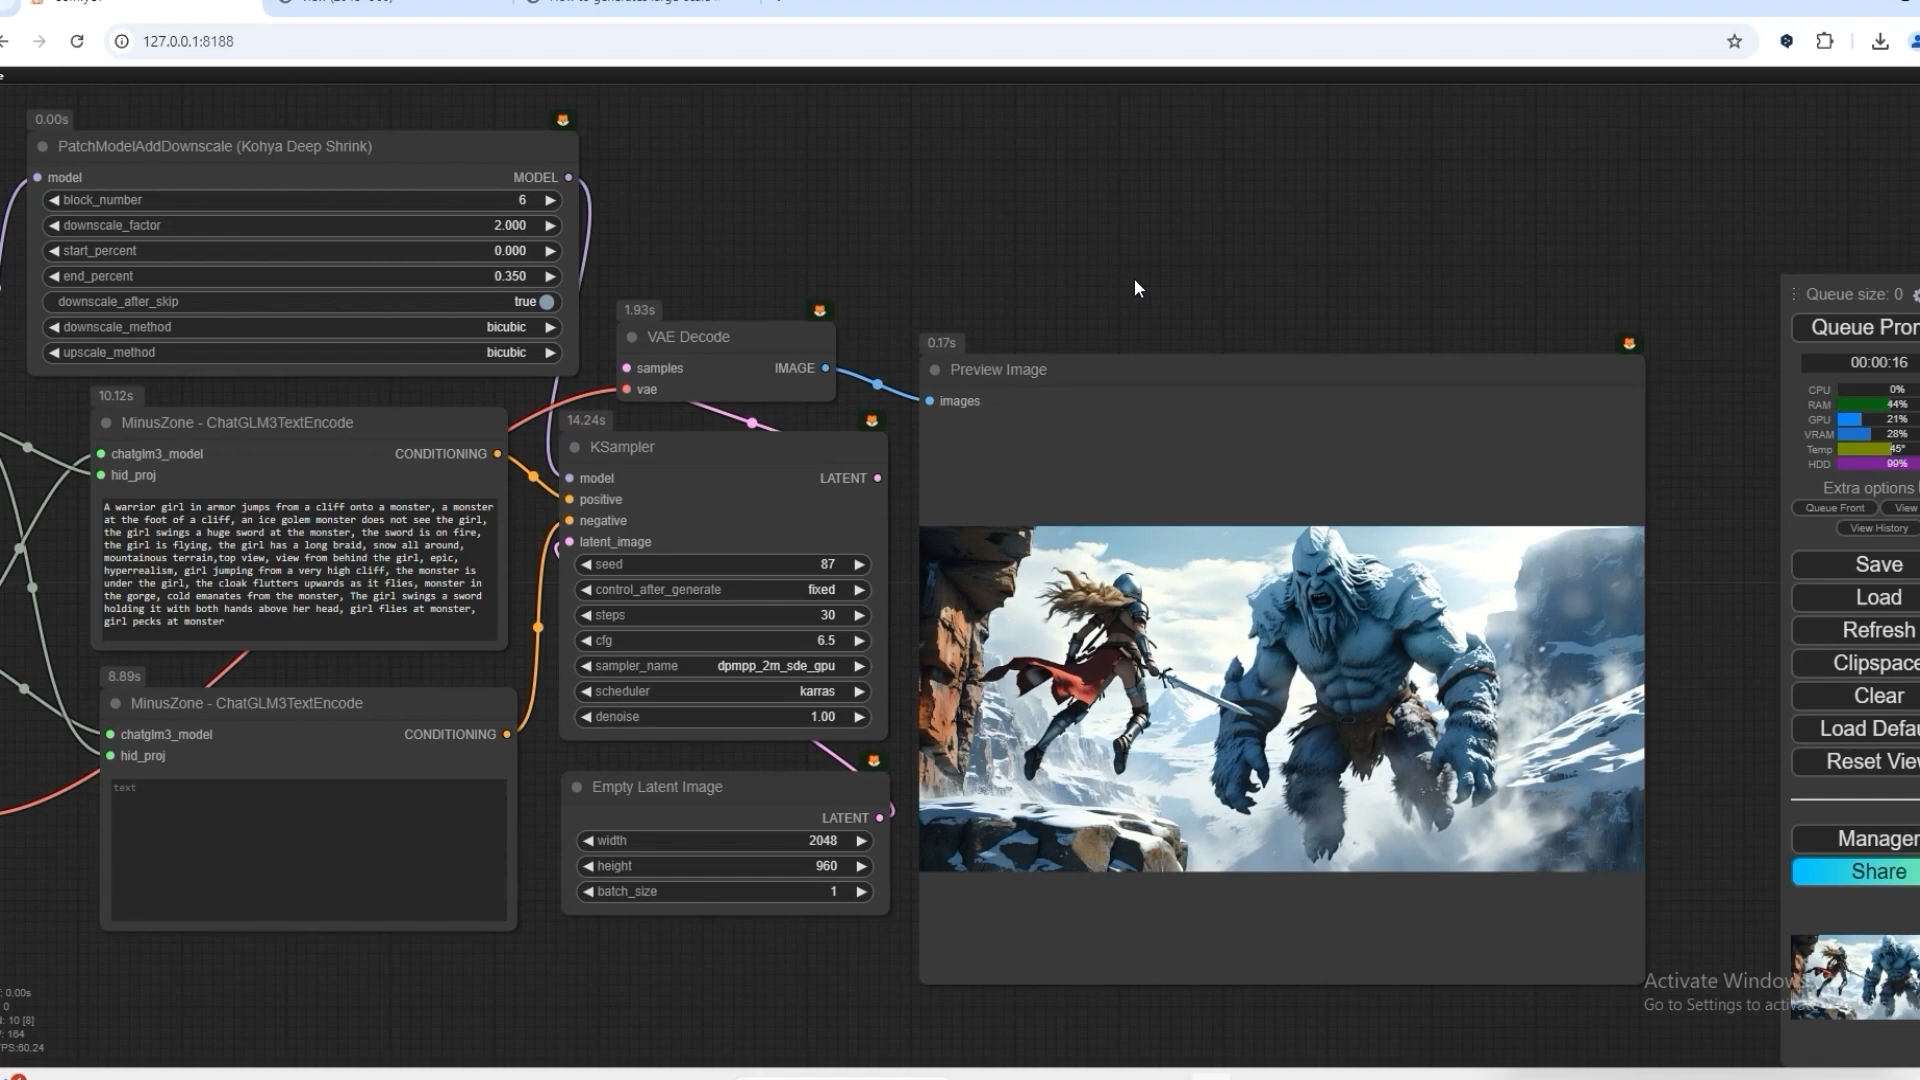 127.0.0.1:8188
0.00s
PatchModelAddDownscale (Kohya Deep Shrink)
model
MODEL
block_number
6
downscale_factor
2.000
start_percent
0.000
end_percent
0.350
downscale_after_skip
true
downscale_method
bicubic
upscale_method
bicubic
10.12s
MinusZone - ChatGLM3TextEncode
chatglm3_model
CONDITIONING
hid_proj
A warrior girl in armor jumps from a cliff onto a monster, a monster
at the foot of a cliff, an ice golem monster does not see the girl,
the girl swings a huge sword at the monster, the sword is on fire,
the girl is flying, the girl has a long braid, snow all around,
mountainous terrain,top view, view from behind the girl, epic,
hyperrealism, girl jumping from a very high cliff, the monster is
under the girl, the cloak flutters upwards as it flies, monster in
the gorge, cold emanates from the monster, The girl swings a sword
holding it with both hands above her head, girl flies at monster,
girl pecks at monster
8.89s
MinusZone - ChatGLM3TextEncode
chatglm3_model
CONDITIONING
hid_proj
text
1.93s
VAE Decode
samples
IMAGE
vae
14.24s
KSampler
model
LATENT
positive
negative
latent_image
seed
87
control_after_generate
fixed
steps
30
cfg
6.5
sampler_name
dpmpp_2m_sde_gpu
scheduler
karras
denoise
1.00
Empty Latent Image
LATENT
width
2048
height
960
batch_size
1
0.17s
Preview Image
images
Queue size: 0
Queue Pro
00:00:16
CPU
0%
RAM
44%
GPU
21%
VRAM
28%
Temp
45°
HDD
99%
Extra options
Queue Front
View
View History
Save
Load
Refresh
Clipspace
Clear
Load Defau
Reset View
Manager
Share
Activate Windows
Go to Settings to
: 0.00s
0
: 10 [8]
: 164
PS:60.24